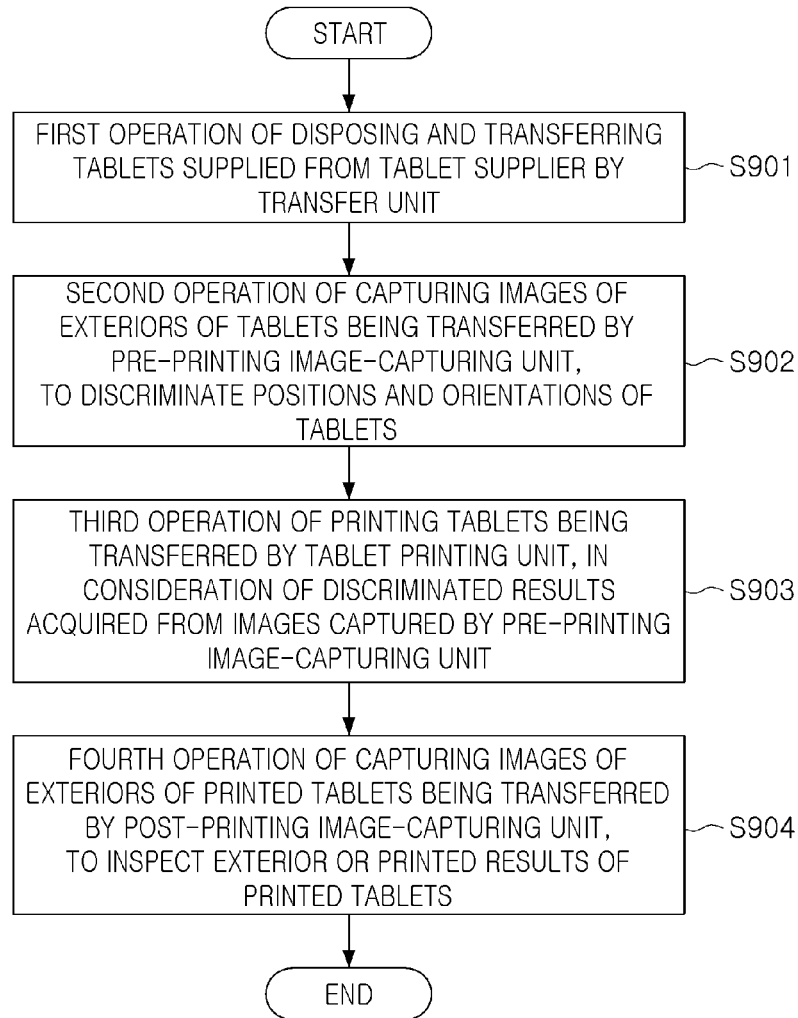 START
FIRST OPERATION OF DISPOSING AND TRANSFERRING
TABLETS SUPPLIED FROM TABLET SUPPLIER BY
TRANSFER UNIT
S901
SECOND OPERATION OF CAPTURING IMAGES OF
EXTERIORS OF TABLETS BEING TRANSFERRED BY
PRE-PRINTING IMAGE-CAPTURING UNIT,
TO DISCRIMINATE POSITIONS AND ORIENTATIONS OF
TABLETS
S902
THIRD OPERATION OF PRINTING TABLETS BEING
TRANSFERRED BY TABLET PRINTING UNIT, IN
CONSIDERATION OF DISCRIMINATED RESULTS
ACQUIRED FROM IMAGES CAPTURED BY PRE-PRINTING
IMAGE-CAPTURING UNIT
S903
FOURTH OPERATION OF CAPTURING IMAGES OF
EXTERIORS OF PRINTED TABLETS BEING TRANSFERRED
BY POST-PRINTING IMAGE-CAPTURING UNIT,
TO INSPECT EXTERIOR OR PRINTED RESULTS OF
PRINTED TABLETS
S904
END